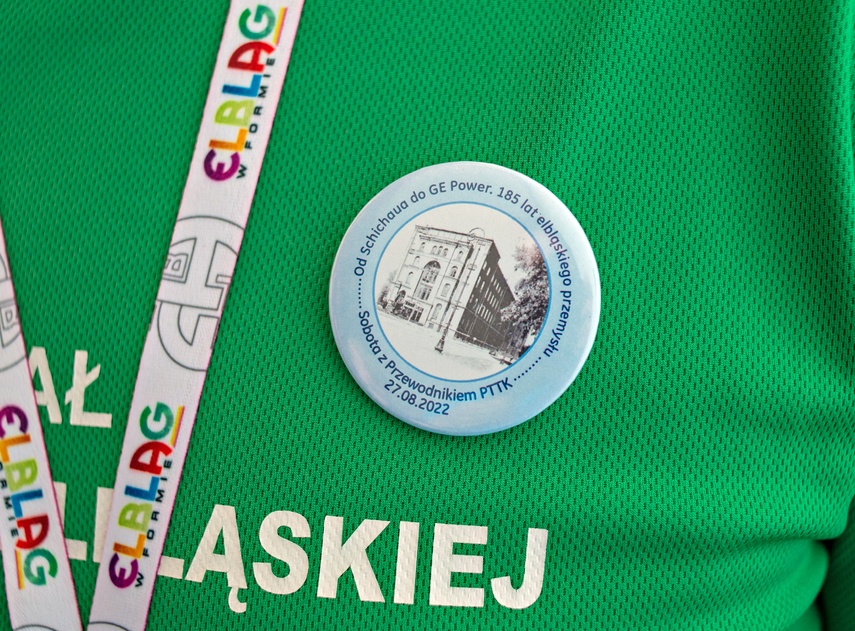 ELBLĄG
W FORMIE
Od Schichaua do GE Power. 185 lat elbląskiego przemysłu
Sobota z Przewodnikiem PTTK
27.08.2022
AŁ
ELBLĄG
W FORMIE
ELBLĄG
FORMIE
LBLĄSKIEJ